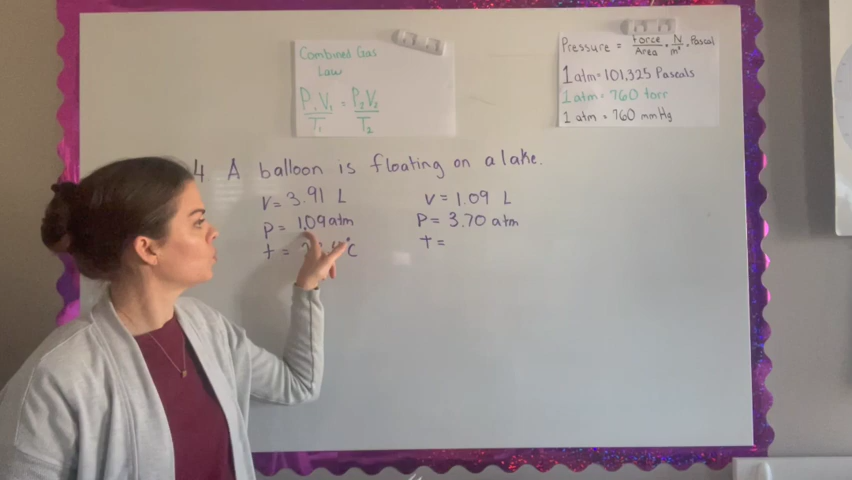 Combined Gas
Law
P₁V₁ = P₂V₂
T₁ T₂
Pressure = Force · N · Pascal
Area m²
1 atm = 101,325 Pascals
1 atm = 760 torr
1 atm = 760 mmHg
4 A balloon is floating on a lake.
V = 3.91 L
P = 1.09 atm
t = °C
V = 1.09 L
P = 3.70 atm
t =